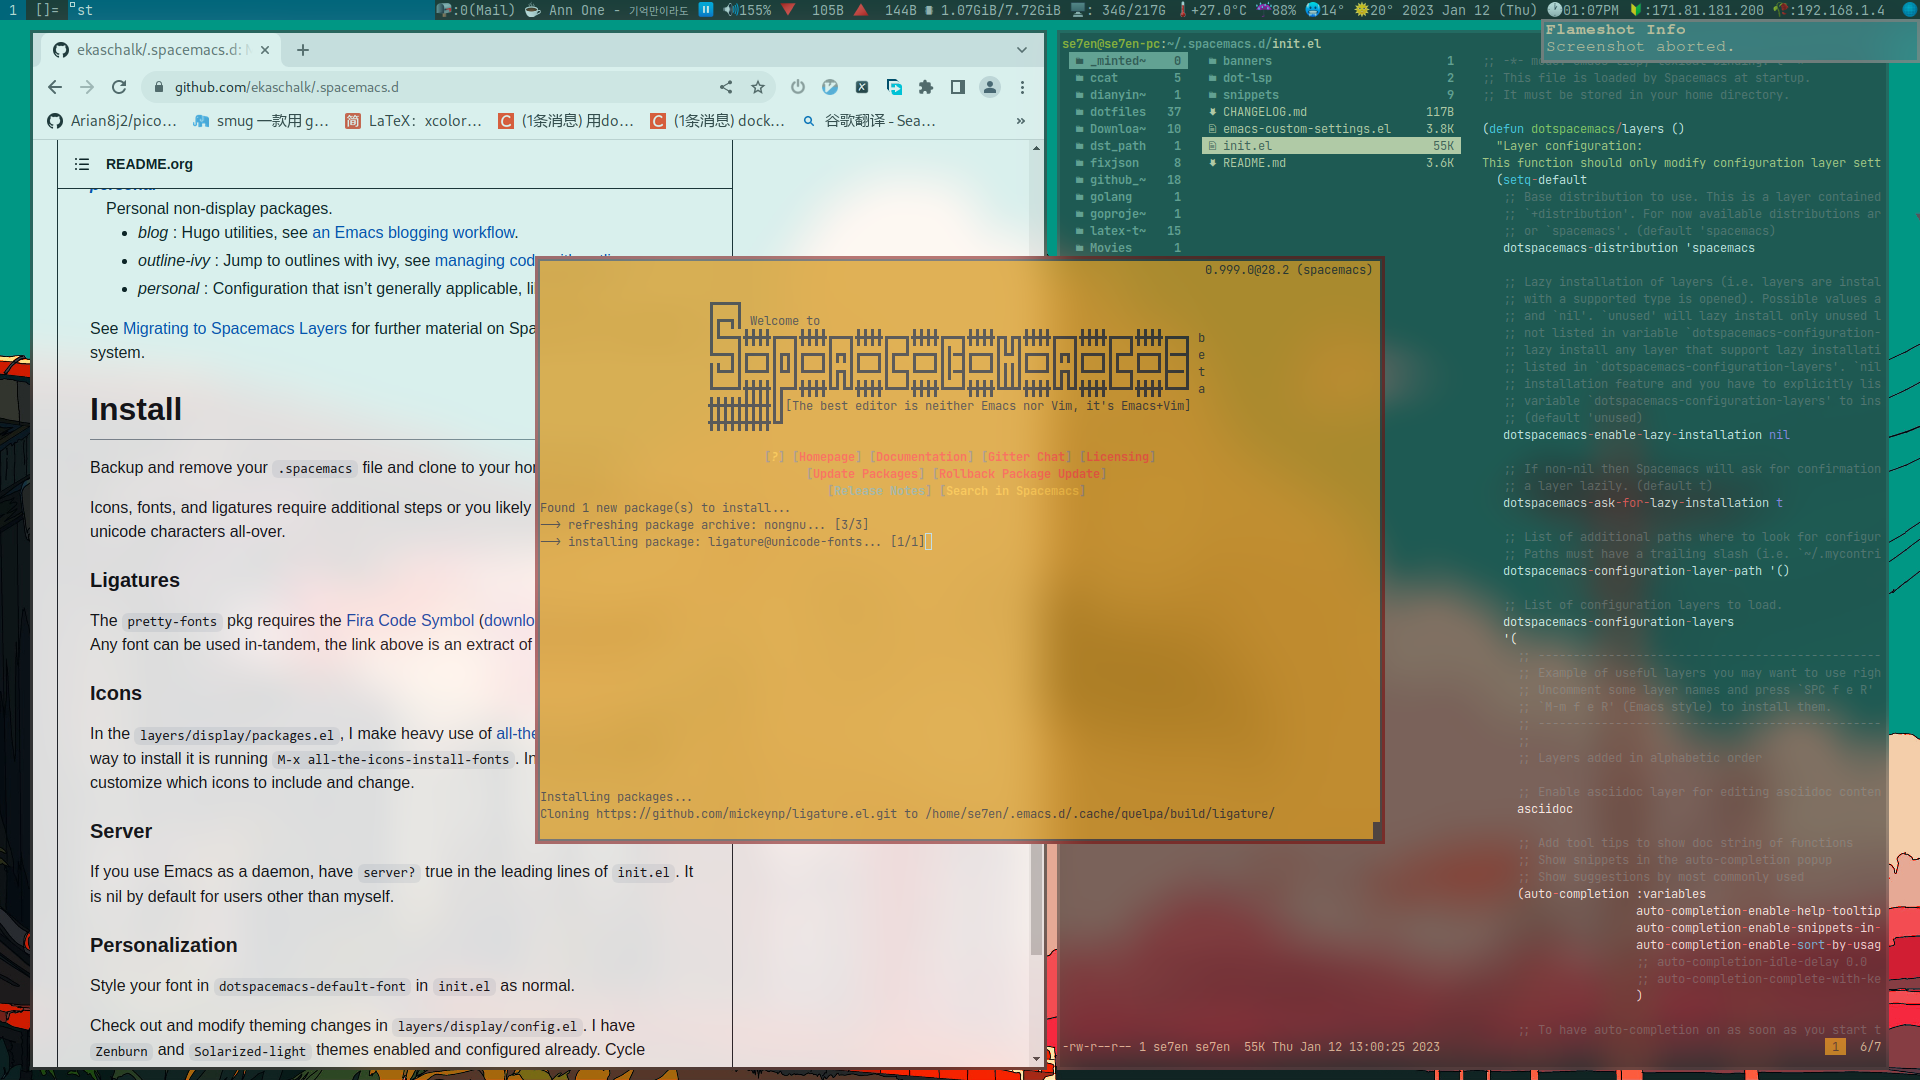 1 []= st
:0(Mail) Ann One - 기억만이라도 155% 105B 144B 1.07GiB/7.72GiB : 34G/217G +27.0°C 88% 14° 20° 2023 Jan 12 (Thu) 01:07PM :171.81.181.200 :192.168.1.4
Flameshot Info
Screenshot aborted.
ekaschalk/.spacemacs.d: M
github.com/ekaschalk/.spacemacs.d
Arian8j2/pico… smug 一款用 g… LaTeX：xcolor… (1条消息) 用do… (1条消息) dock… 谷歌翻译 - Sea… »
README.org
personal
Personal non-display packages.
• blog : Hugo utilities, see an Emacs blogging workflow.
• outline-ivy : Jump to outlines with ivy, see managing cod
• personal : Configuration that isn’t generally applicable, li
See Migrating to Spacemacs Layers for further material on Spa
system.
Install
Backup and remove your .spacemacs file and clone to your hor
Icons, fonts, and ligatures require additional steps or you likely
unicode characters all-over.
Ligatures
The pretty-fonts pkg requires the Fira Code Symbol (downlo
Any font can be used in-tandem, the link above is an extract of
Icons
In the layers/display/packages.el , I make heavy use of all-the
way to install it is running M-x all-the-icons-install-fonts . In
customize which icons to include and change.
Server
If you use Emacs as a daemon, have server? true in the leading lines of init.el . It
is nil by default for users other than myself.
Personalization
Style your font in dotspacemacs-default-font in init.el as normal.
Check out and modify theming changes in layers/display/config.el . I have
Zenburn and Solarized-light themes enabled and configured already. Cycle
0.999.0@28.2 (spacemacs)
Welcome to
Spacemacs
beta
[The best editor is neither Emacs nor Vim, it's Emacs+Vim]
[?] [Homepage] [Documentation] [Gitter Chat] [Licensing]
[Update Packages] [Rollback Package Update]
[Release Notes] [Search in Spacemacs]
Found 1 new package(s) to install...
—> refreshing package archive: nongnu... [3/3]
—> installing package: ligature@unicode-fonts... [1/1]
Installing packages...
Cloning https://github.com/mickeynp/ligature.el.git to /home/se7en/.emacs.d/.cache/quelpa/build/ligature/
se7en@se7en-pc:~/.spacemacs.d/init.el
_minted~ 0
ccat 5
dianyin~ 1
dotfiles 37
Downloa~ 10
dst_path 1
fixjson 8
github_~ 18
golang 1
goproje~ 1
latex-t~ 15
Movies 1
banners 1
dot-lsp 2
snippets 9
CHANGELOG.md 117B
emacs-custom-settings.el 3.8K
init.el 55K
README.md 3.6K
;; This file is loaded by Spacemacs at startup.
;; It must be stored in your home directory.
(defun dotspacemacs/layers ()
"Layer configuration:
This function should only modify configuration layer sett
(setq-default
;; Base distribution to use. This is a layer contained
;; `+distribution'. For now available distributions ar
;; or `spacemacs'. (default 'spacemacs)
dotspacemacs-distribution 'spacemacs
;; Lazy installation of layers (i.e. layers are instal
;; with a supported type is opened). Possible values a
;; and `nil'. `unused' will lazy install only unused l
;; not listed in variable `dotspacemacs-configuration-
;; lazy install any layer that support lazy installati
;; listed in `dotspacemacs-configuration-layers'. `nil
;; installation feature and you have to explicitly lis
;; variable `dotspacemacs-configuration-layers' to ins
;; (default 'unused)
dotspacemacs-enable-lazy-installation nil
;; If non-nil then Spacemacs will ask for confirmation
;; a layer lazily. (default t)
dotspacemacs-ask-for-lazy-installation t
;; List of additional paths where to look for configur
;; Paths must have a trailing slash (i.e. `~/.mycontri
dotspacemacs-configuration-layer-path '()
;; List of configuration layers to load.
dotspacemacs-configuration-layers
'(
;; ------------------------------------------------
;; Example of useful layers you may want to use righ
;; Uncomment some layer names and press `SPC f e R'
;; `M-m f e R' (Emacs style) to install them.
;; ------------------------------------------------
;;
;; Layers added in alphabetic order
;; Enable asciidoc layer for editing asciidoc conten
asciidoc
;; Add tool tips to show doc string of functions
;; Show snippets in the auto-completion popup
;; Show suggestions by most commonly used
(auto-completion :variables
auto-completion-enable-help-tooltip
auto-completion-enable-snippets-in-
auto-completion-enable-sort-by-usag
;; auto-completion-idle-delay 0.0
;; auto-completion-complete-with-ke
)
;; To have auto-completion on as soon as you start t
-rw-r--r-- 1 se7en se7en 55K Thu Jan 12 13:00:25 2023 1 6/7